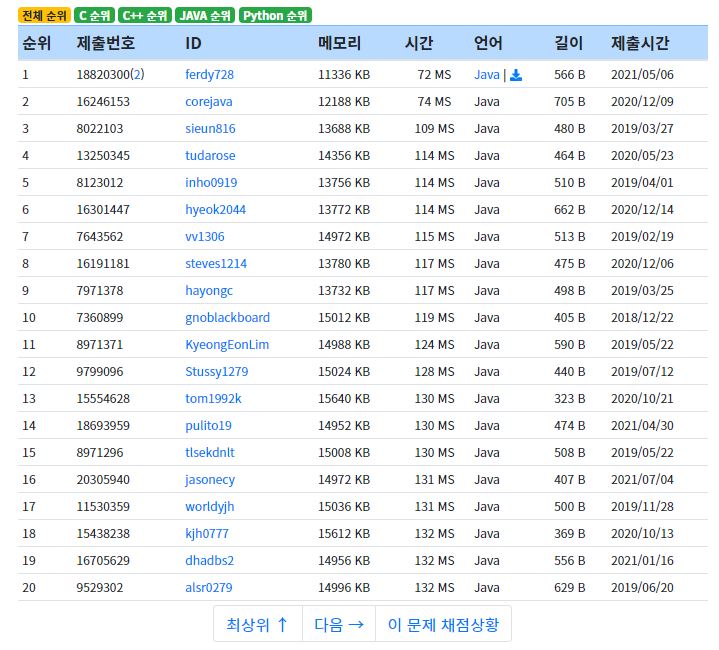 전체 순위 C 순위 C++ 순위 JAVA 순위 Python 순위
순위 제출번호 ID 메모리 시간 언어 길이 제출시간
1 18820300(2) ferdy728 11336 KB 72 MS Java | 566 B 2021/05/06
2 16246153 corejava 12188 KB 74 MS Java 705 B 2020/12/09
3 8022103 sieun816 13688 KB 109 MS Java 480 B 2019/03/27
4 13250345 tudarose 14356 KB 114 MS Java 464 B 2020/05/23
5 8123012 inho0919 13756 KB 114 MS Java 510 B 2019/04/01
6 16301447 hyeok2044 13772 KB 114 MS Java 662 B 2020/12/14
7 7643562 vv1306 14972 KB 115 MS Java 513 B 2019/02/19
8 16191181 steves1214 13780 KB 117 MS Java 475 B 2020/12/06
9 7971378 hayongc 13732 KB 117 MS Java 498 B 2019/03/25
10 7360899 gnoblackboard 15012 KB 119 MS Java 405 B 2018/12/22
11 8971371 KyeongEonLim 14988 KB 124 MS Java 590 B 2019/05/22
12 9799096 Stussy1279 15024 KB 128 MS Java 440 B 2019/07/12
13 15554628 tom1992k 15640 KB 130 MS Java 323 B 2020/10/21
14 18693959 pulito19 14952 KB 130 MS Java 474 B 2021/04/30
15 8971296 tlsekdnlt 15008 KB 130 MS Java 508 B 2019/05/22
16 20305940 jasonecy 14972 KB 131 MS Java 407 B 2021/07/04
17 11530359 worldyjh 15036 KB 131 MS Java 500 B 2019/11/28
18 15438238 kjh0777 15612 KB 132 MS Java 369 B 2020/10/13
19 16705629 dhadbs2 14956 KB 132 MS Java 556 B 2021/01/16
20 9529302 alsr0279 14996 KB 132 MS Java 629 B 2019/06/20
최상위 ↑ 다음 → 이 문제 채점상황